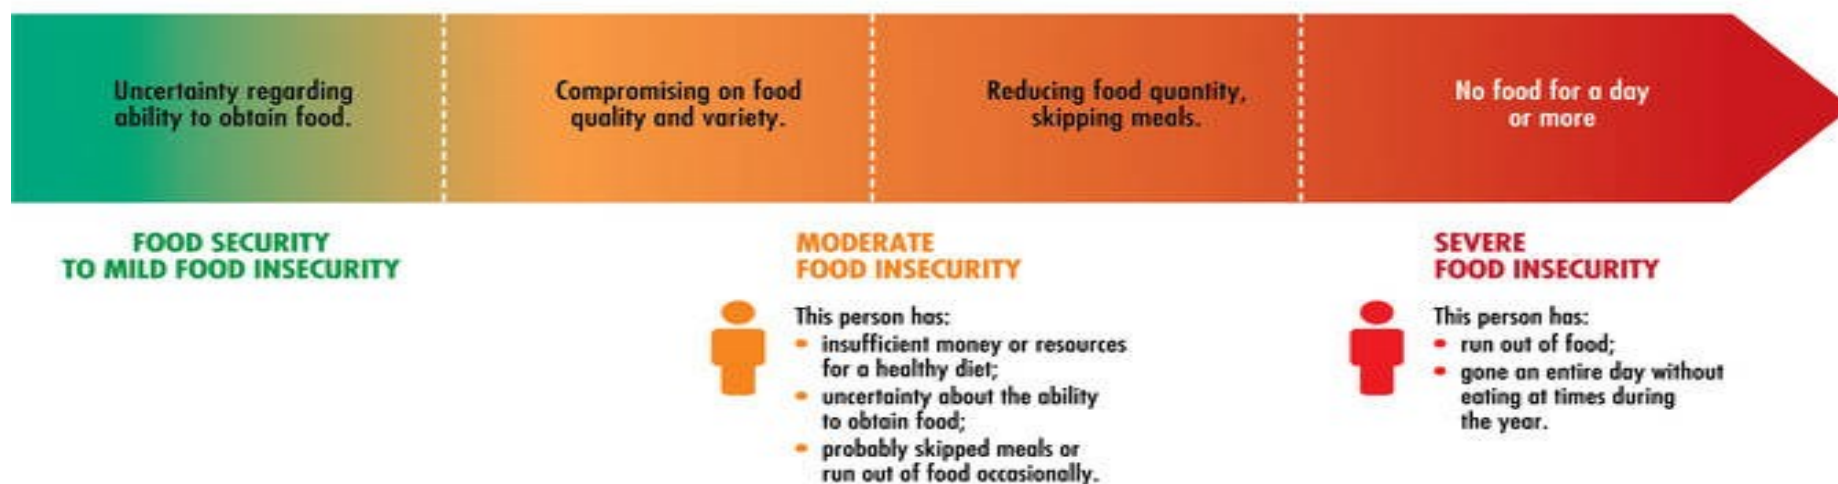 Uncertainty regarding
ability to obtain food.
Compromising on food
quality and variety.
Reducing food quantity,
skipping meals.
No food for a day
or more
FOOD SECURITY
TO MILD FOOD INSECURITY
MODERATE
FOOD INSECURITY
This person has:
• insufficient money or resources
for a healthy diet;
• uncertainty about the ability
to obtain food;
• probably skipped meals or
run out of food occasionally.
SEVERE
FOOD INSECURITY
This person has:
• run out of food;
• gone an entire day without
eating at times during
the year.